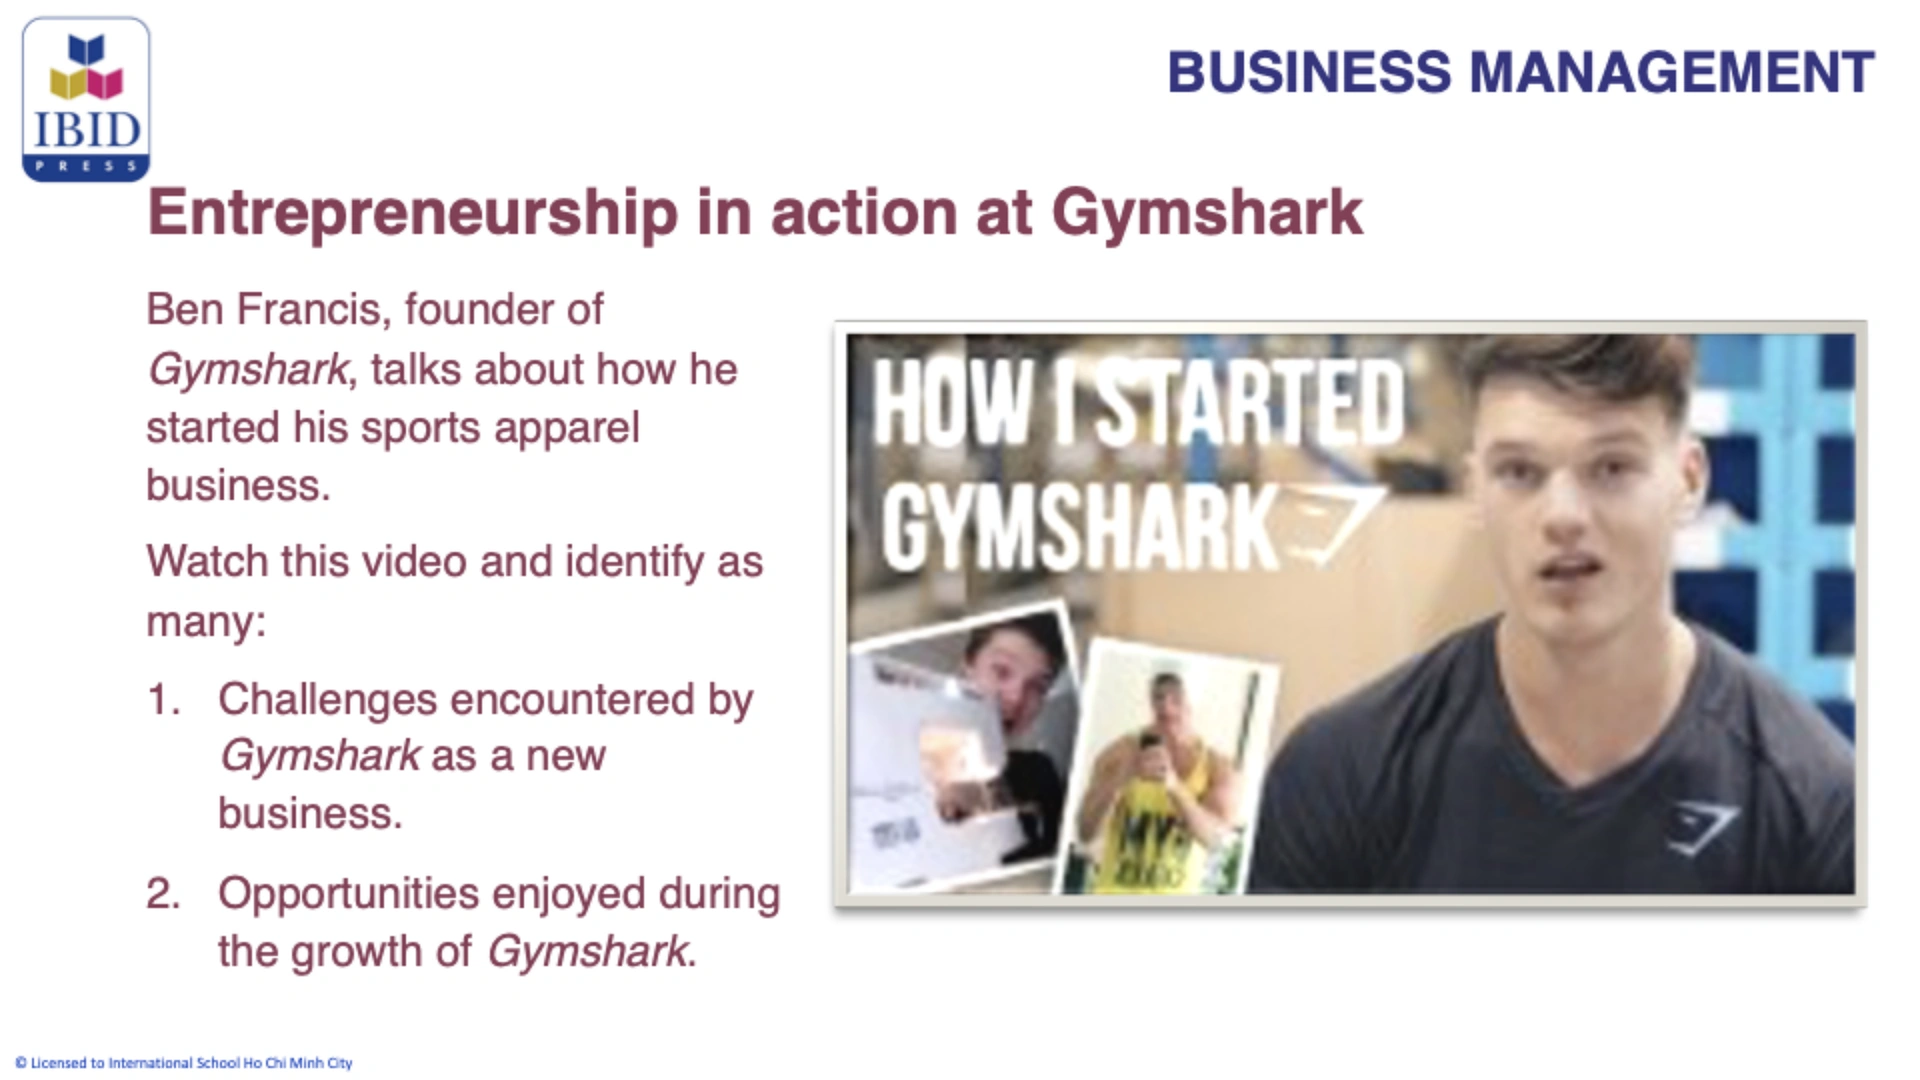 IBID
PRESS
BUSINESS MANAGEMENT
Entrepreneurship in action at Gymshark
Ben Francis, founder of
Gymshark, talks about how he
started his sports apparel
business.
Watch this video and identify as
many:
1. Challenges encountered by
Gymshark as a new
business.
2. Opportunities enjoyed during
the growth of Gymshark.
HOW I STARTED
GYMSHARK
© Licensed to International School Ho Chi Minh City